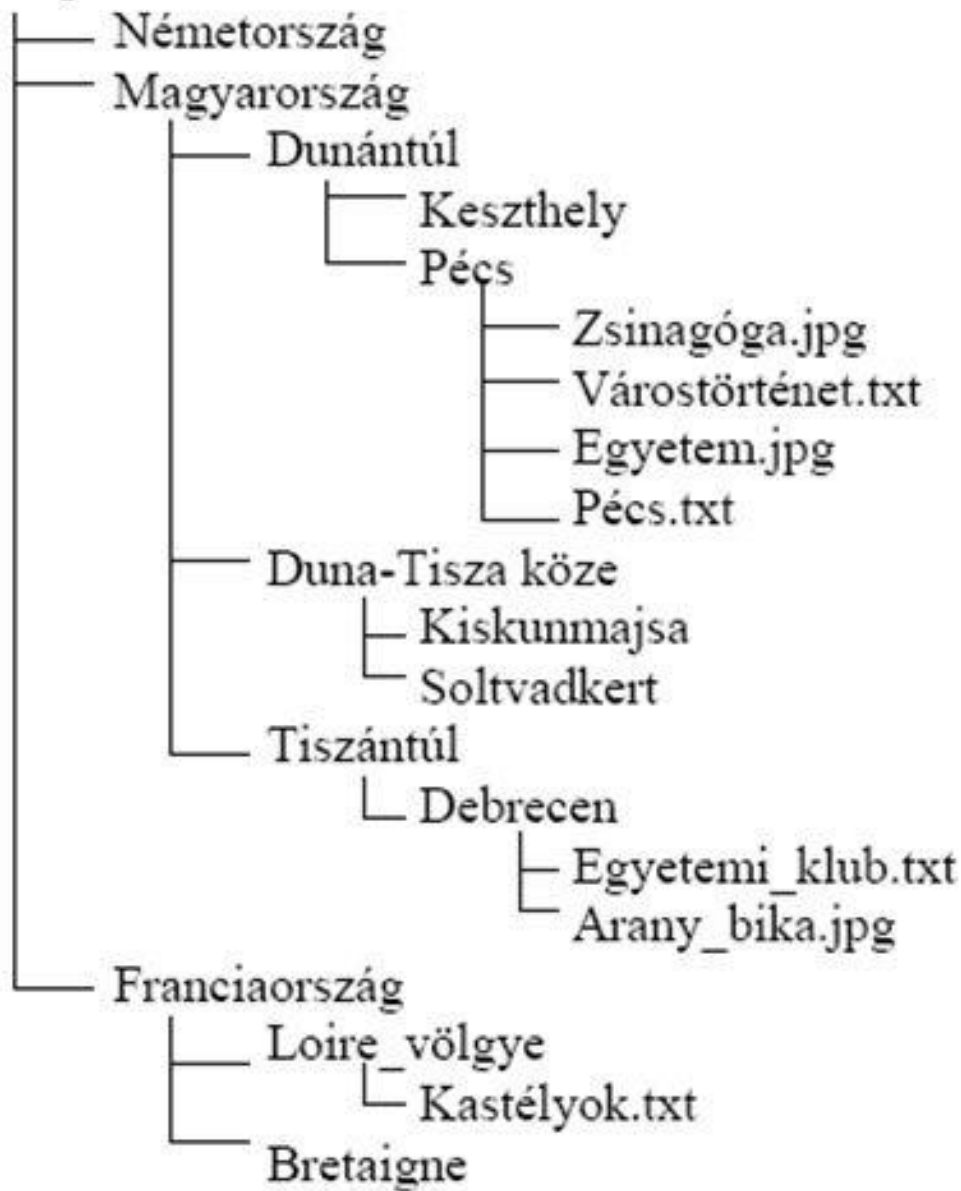 Németország
Magyarország
Dunántúl
Keszthely
Pécs
Zsinagóga.jpg
Várostörténet.txt
Egyetem.jpg
Pécs.txt
Duna-Tisza köze
Kiskunmajsa
Soltvadkert
Tiszántúl
Debrecen
Egyetemi_klub.txt
Arany_bika.jpg
Franciaország
Loire_völgye
Kastélyok.txt
Bretaigne